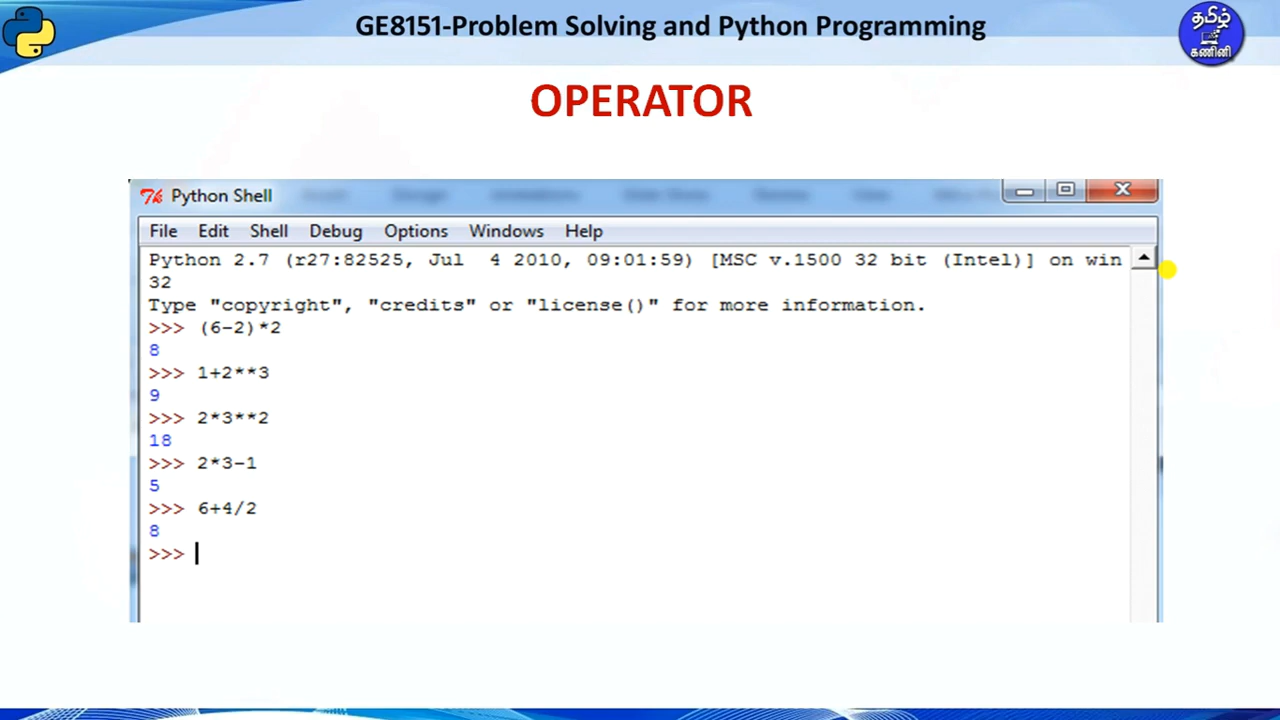 GE8151-Problem Solving and Python Programming
தமிழ்
கணினி
OPERATOR
Python Shell
File Edit Shell Debug Options Windows Help
Python 2.7 (r27:82525, Jul  4 2010, 09:01:59) [MSC v.1500 32 bit (Intel)] on win
32
Type "copyright", "credits" or "license()" for more information.
>>> (6-2)*2
8
>>> 1+2**3
9
>>> 2*3**2
18
>>> 2*3-1
5
>>> 6+4/2
8
>>>